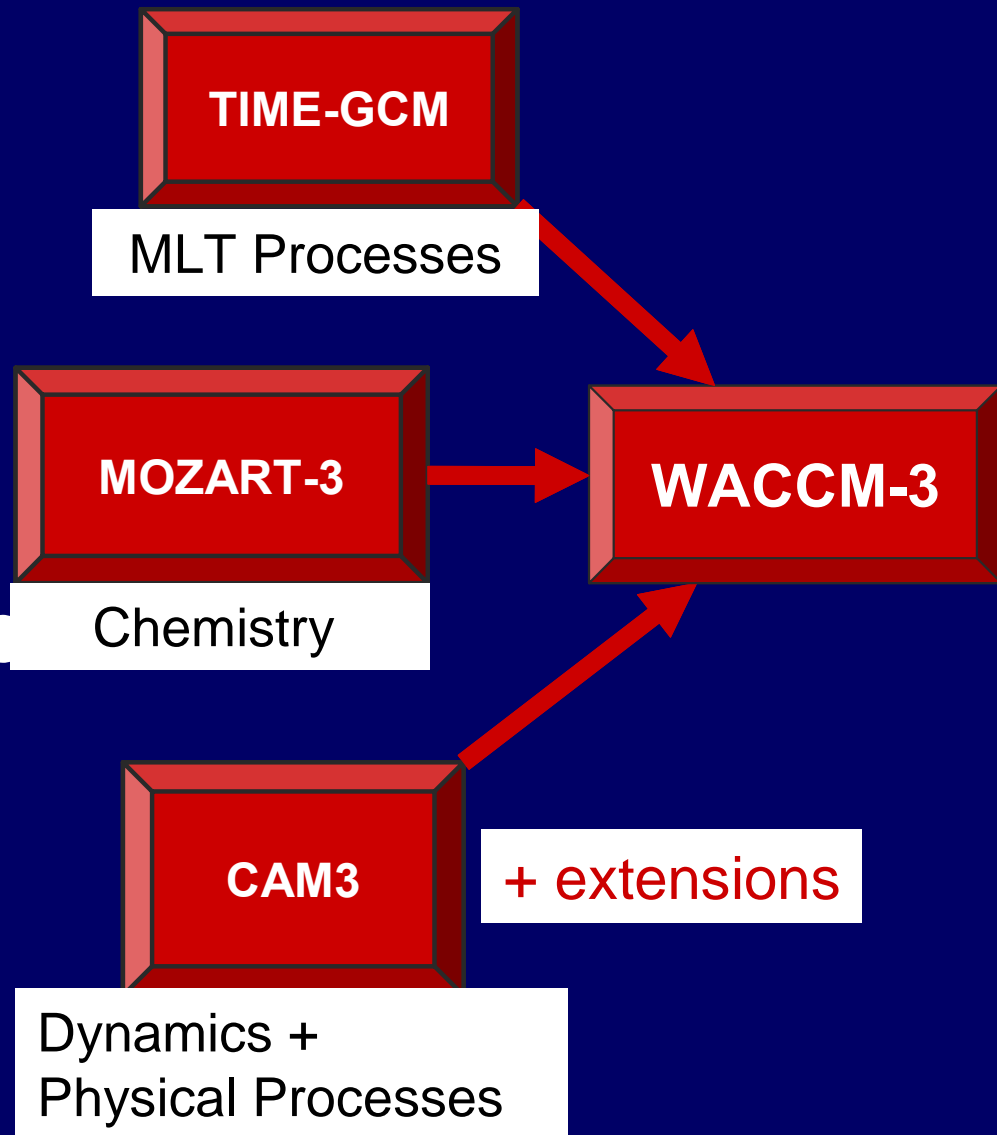 TIME-GCM
MLT Processes
MOZART-3
WACCM-3
Chemistry
CAM3
+ extensions
Dynamics +
Physical Processes